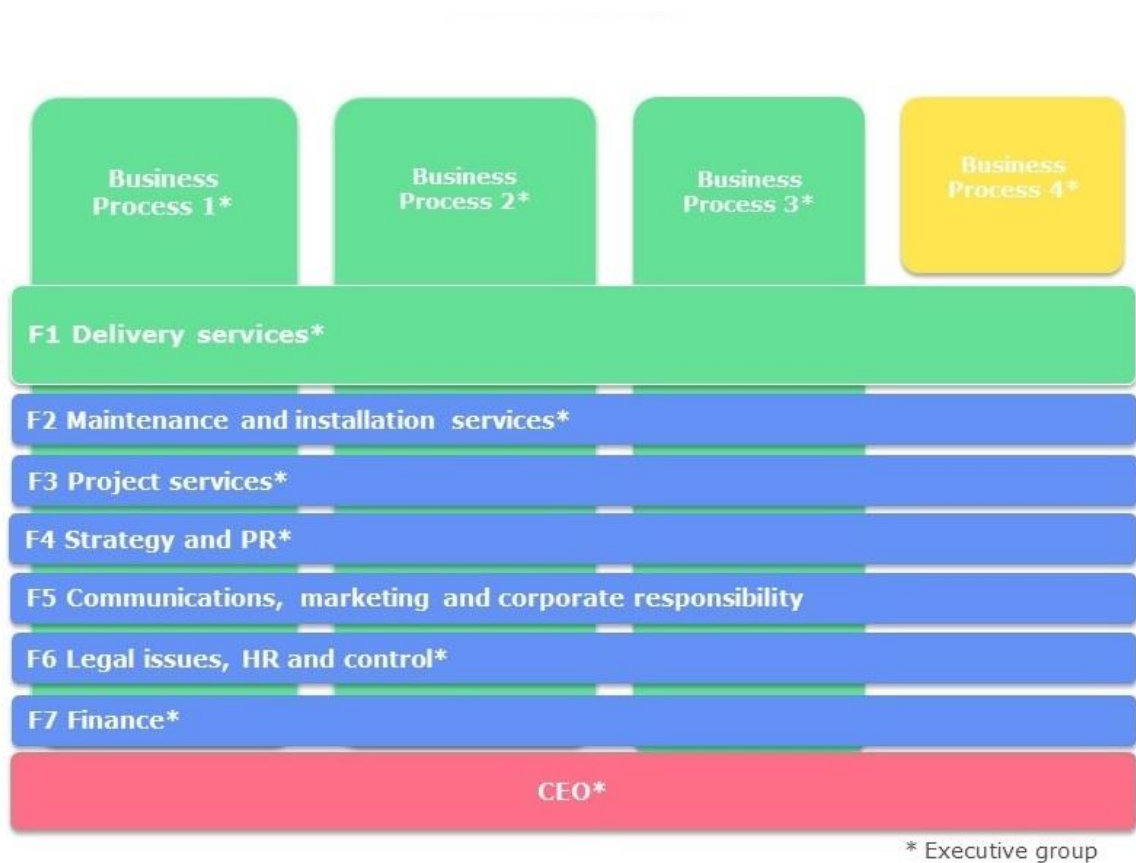 Business
Process 1*
Business
Process 2*
Business
Process 3*
Business
Process 4*
F1 Delivery services*
F2 Maintenance and installation services*
F3 Project services*
F4 Strategy and PR*
F5 Communications, marketing and corporate responsibility
F6 Legal issues, HR and control*
F7 Finance*
CEO*
* Executive group